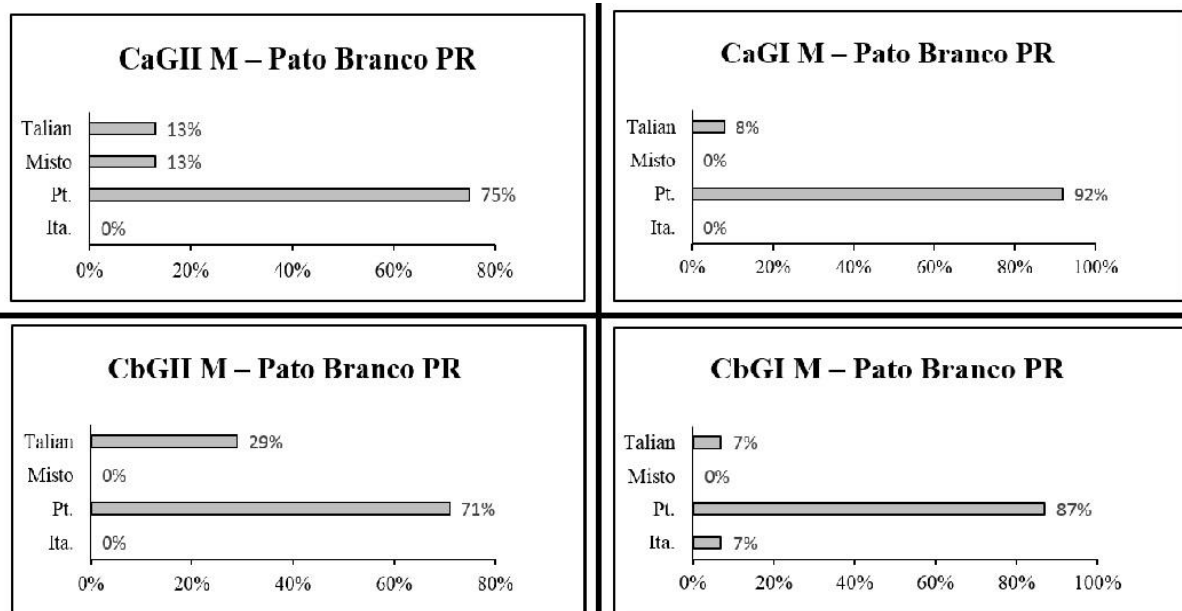 CaGII M – Pato Branco PR
Talian 13%
Misto 13%
Pt. 75%
Ita. 0%
0% 20% 40% 60% 80%
CaGI M – Pato Branco PR
Talian 8%
Misto 0%
Pt. 92%
Ita. 0%
0% 20% 40% 60% 80% 100%
CbGII M – Pato Branco PR
Talian 29%
Misto 0%
Pt. 71%
Ita. 0%
0% 20% 40% 60% 80%
CbGI M – Pato Branco PR
Talian 7%
Misto 0%
Pt. 87%
Ita. 7%
0% 20% 40% 60% 80% 100%